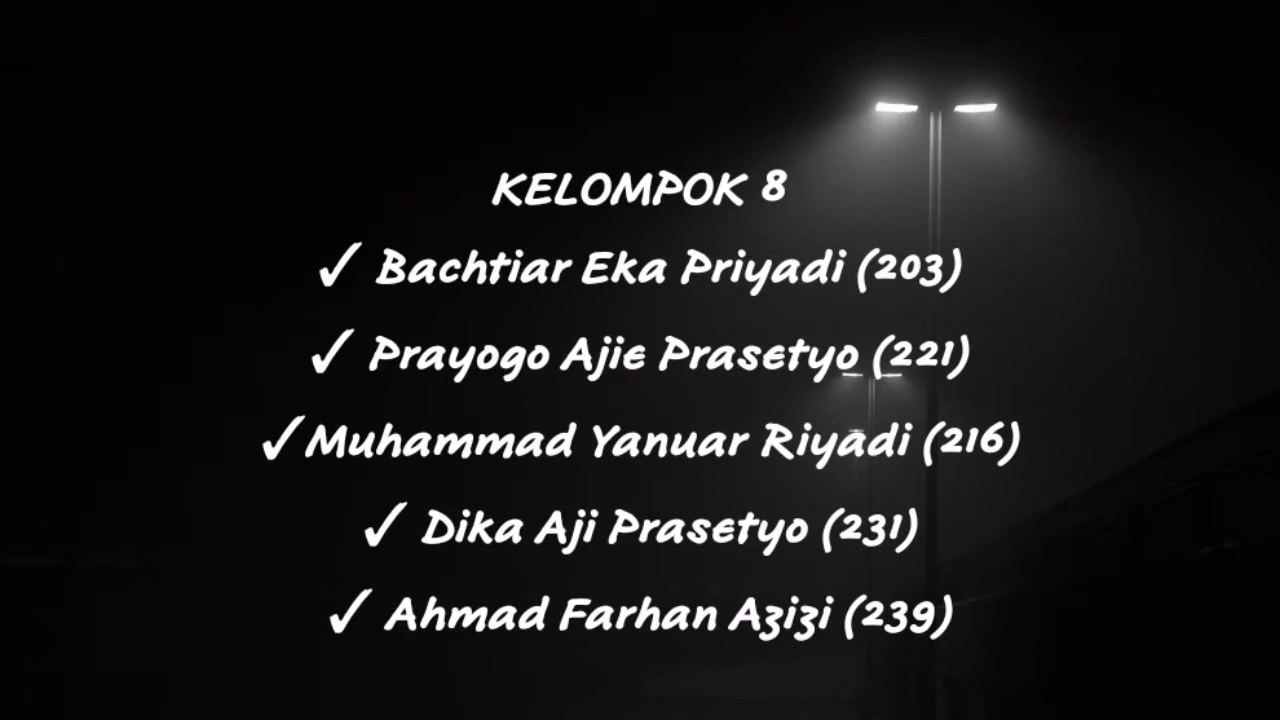 KELOMPOK 8
✓ Bachtiar Eka Priyadi (203)
✓ Prayogo Ajie Prasetyo (221)
✓Muhammad Yanuar Riyadi (216)
✓ Dika Aji Prasetyo (231)
✓ Ahmad Farhan Azizi (239)